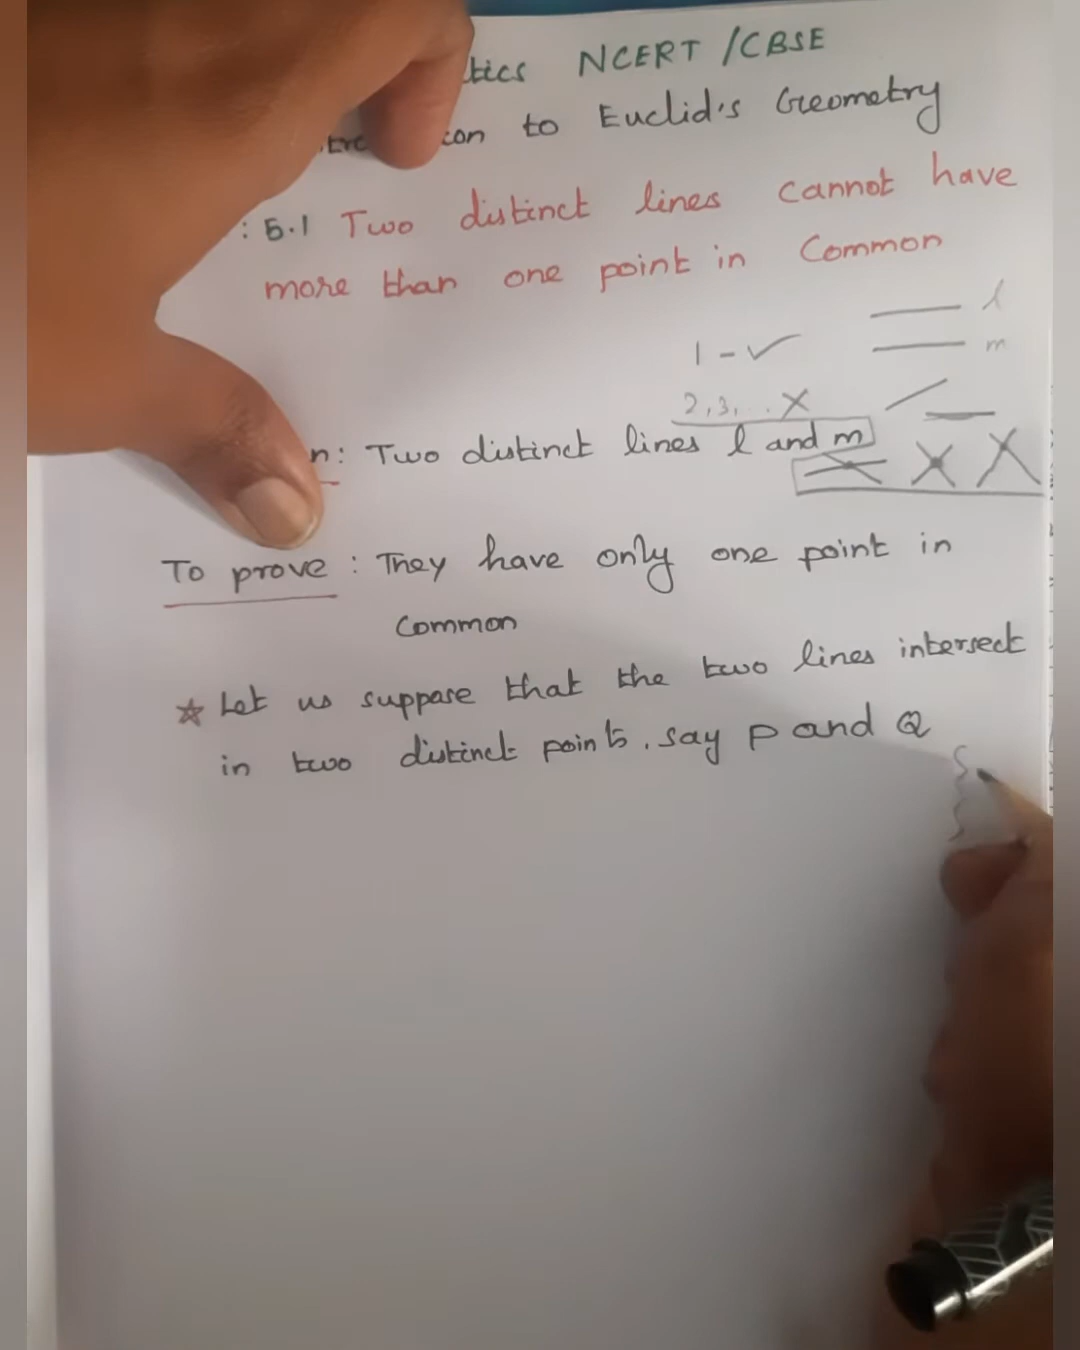 NCERT / CBSE
to Euclid's Geometry
: 5.1 Two distinct lines cannot have
more than one point in Common
l
1 - ✓
m
2, 3, .. X
n: Two distinct lines l and m
To prove : They have only one point in
Common
☆ Let us suppose that the two lines intersect
in two distinct points, say P and Q